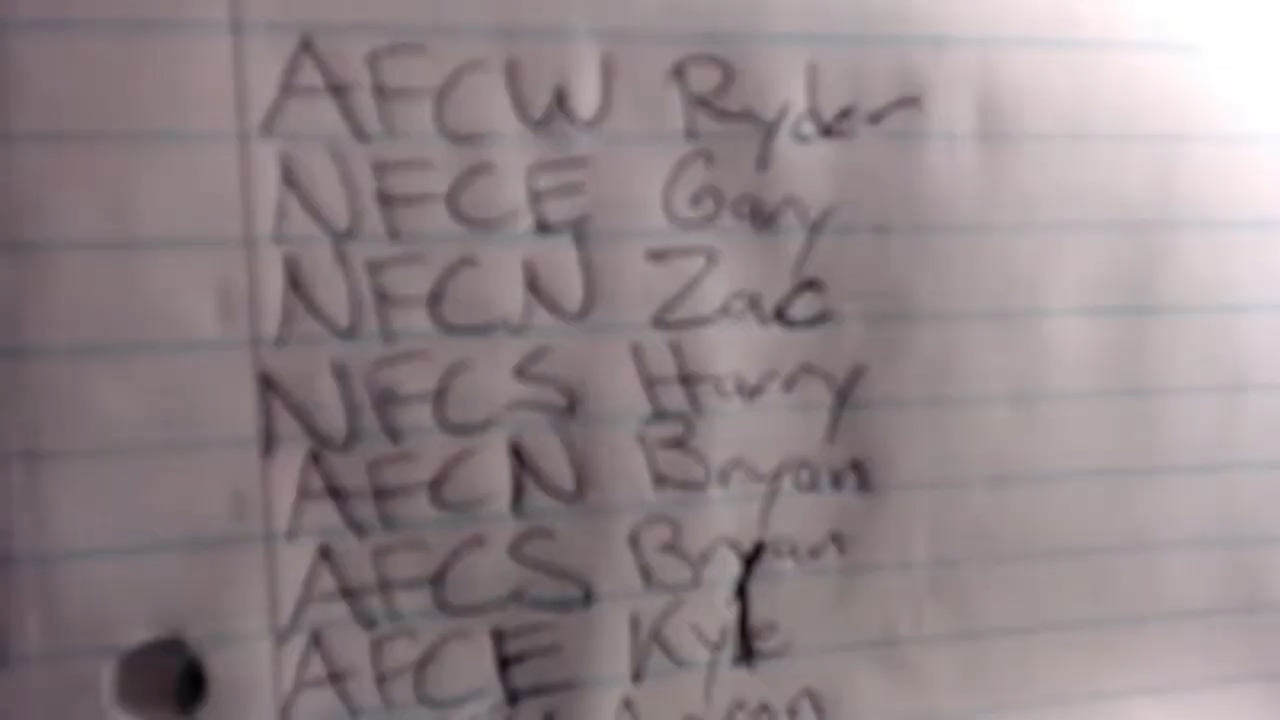 AFCW Ryder
NFCE Gary
NFCN Zac
NFCS Harry
AFCN Bryan
AFCS Bryan
AFCE Kyle